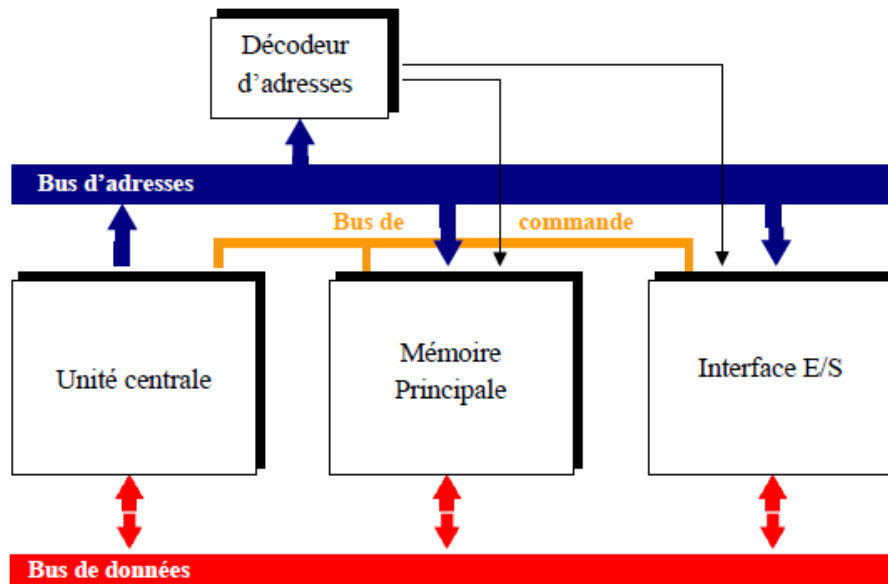 Décodeur
d’adresses
Bus d’adresses
Bus de commande
Unité centrale
Mémoire
Principale
Interface E/S
Bus de données